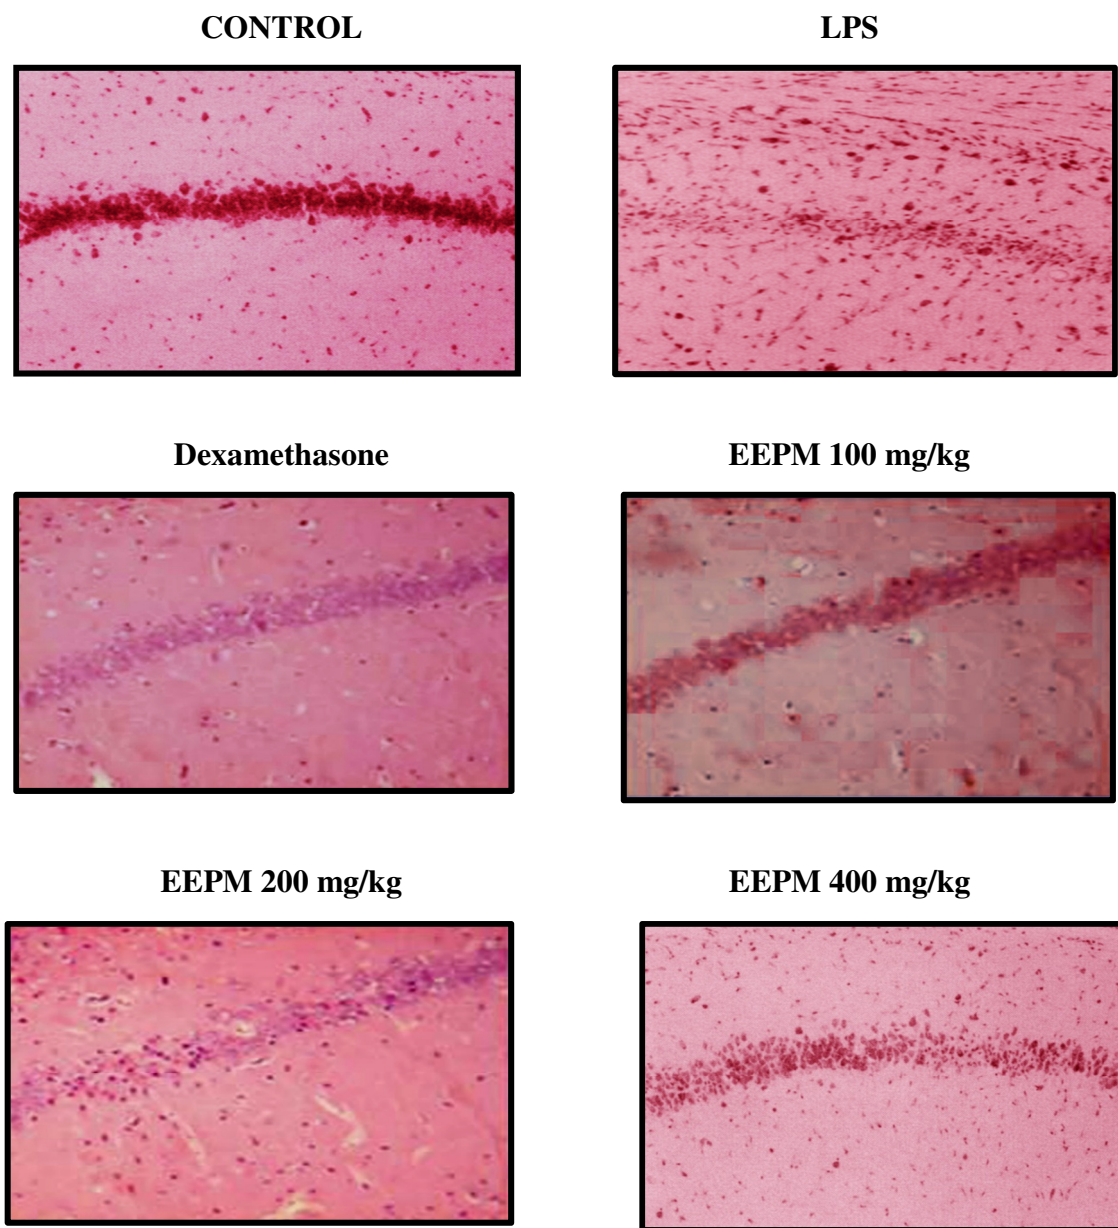 CONTROL
LPS
Dexamethasone
EEPM 100 mg/kg
EEPM 200 mg/kg
EEPM 400 mg/kg